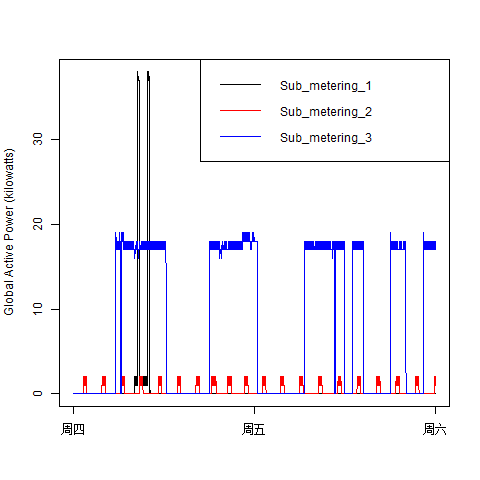 Sub_metering_1
Sub_metering_2
Sub_metering_3
Global Active Power (kilowatts)
30
20
10
0
周四 周五 周六